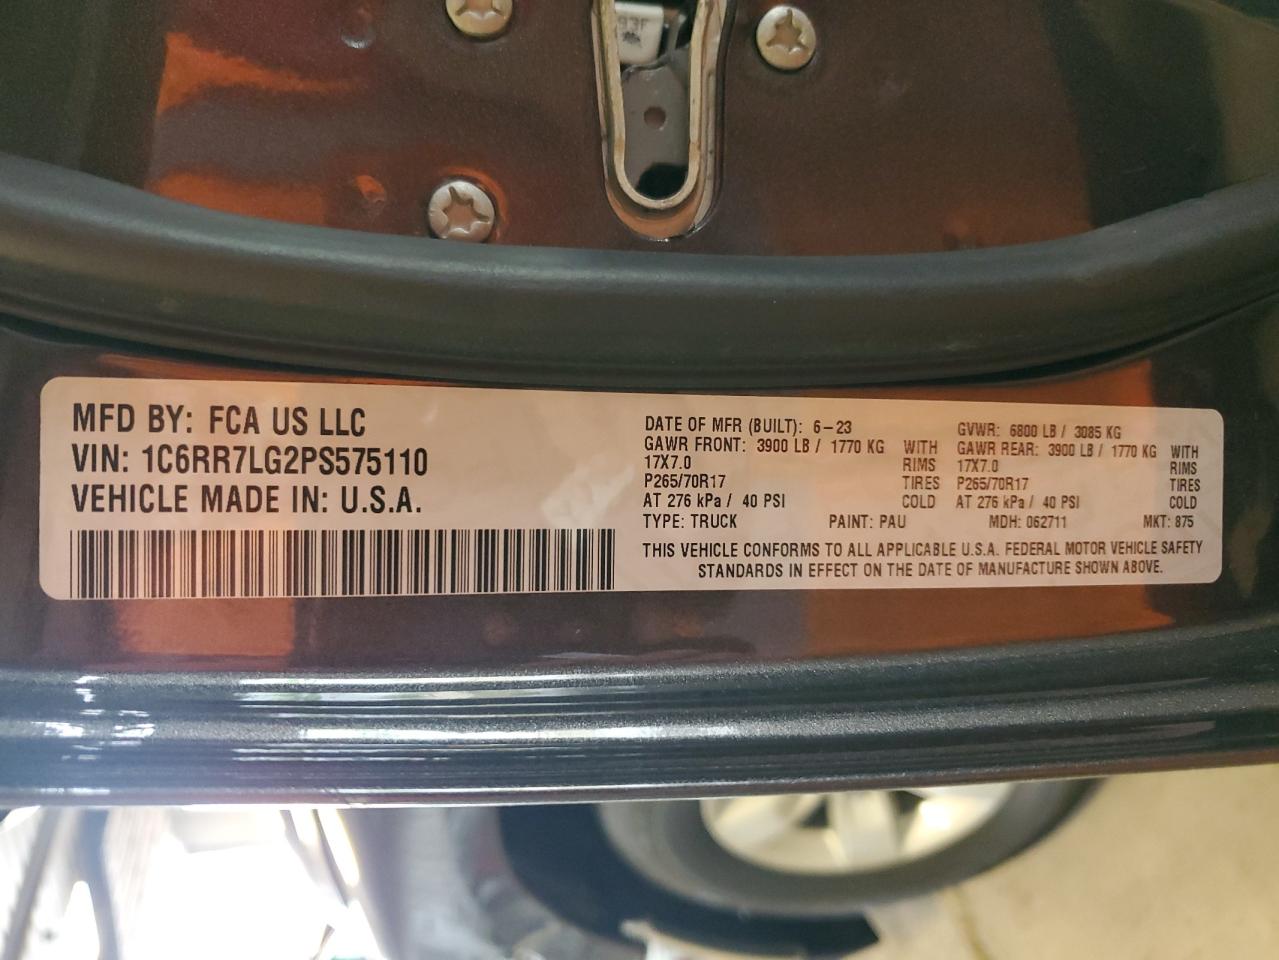 93F
MFD BY: FCA US LLC
VIN: 1C6RR7LG2PS575110
VEHICLE MADE IN: U.S.A.
DATE OF MFR (BUILT): 6-23 GVWR: 6800 LB / 3085 KG
GAWR FRONT: 3900 LB / 1770 KG WITH GAWR REAR: 3900 LB / 1770 KG WITH
17X7.0 RIMS 17X7.0 RIMS
P265/70R17 TIRES P265/70R17 TIRES
AT 276 kPa / 40 PSI COLD AT 276 kPa / 40 PSI COLD
TYPE: TRUCK PAINT: PAU MDH: 062711 MKT: 875
THIS VEHICLE CONFORMS TO ALL APPLICABLE U.S.A. FEDERAL MOTOR VEHICLE SAFETY
STANDARDS IN EFFECT ON THE DATE OF MANUFACTURE SHOWN ABOVE.